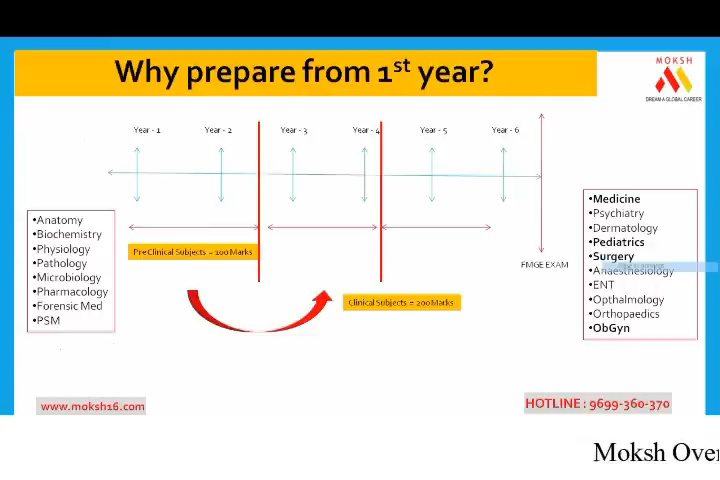 Why prepare from 1st year?
MOKSH
DREAM A GLOBAL CAREER
Year - 1
Year - 2
Year - 3
Year - 4
Year - 5
Year - 6
•Anatomy
•Biochemistry
•Physiology
•Pathology
•Microbiology
•Pharmacology
•Forensic Med
•PSM
PreClinical Subjects = 100 Marks
Clinical Subjects = 200 Marks
FMGE EXAM
•Medicine
•Psychiatry
•Dermatology
•Pediatrics
•Surgery
•Anaesthesiology
•ENT
•Opthalmology
•Orthopaedics
•ObGyn
www.moksh16.com
HOTLINE : 9699-360-370
Moksh Over